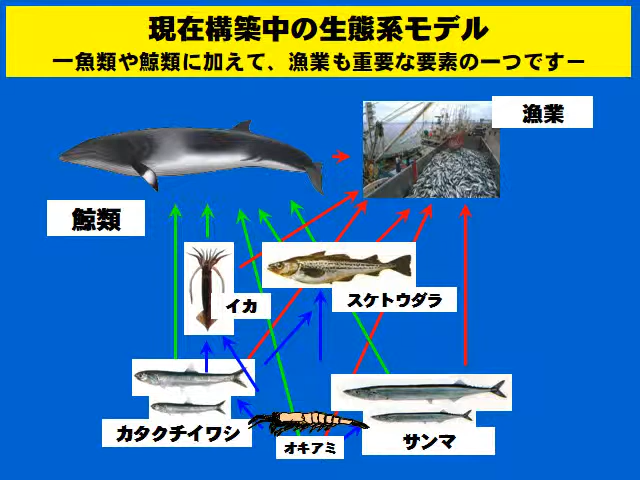 現在構築中の生態系モデル
ー魚類や鯨類に加えて、漁業も重要な要素の一つですー
漁業
鯨類
イカ
スケトウダラ
カタクチイワシ
オキアミ
サンマ